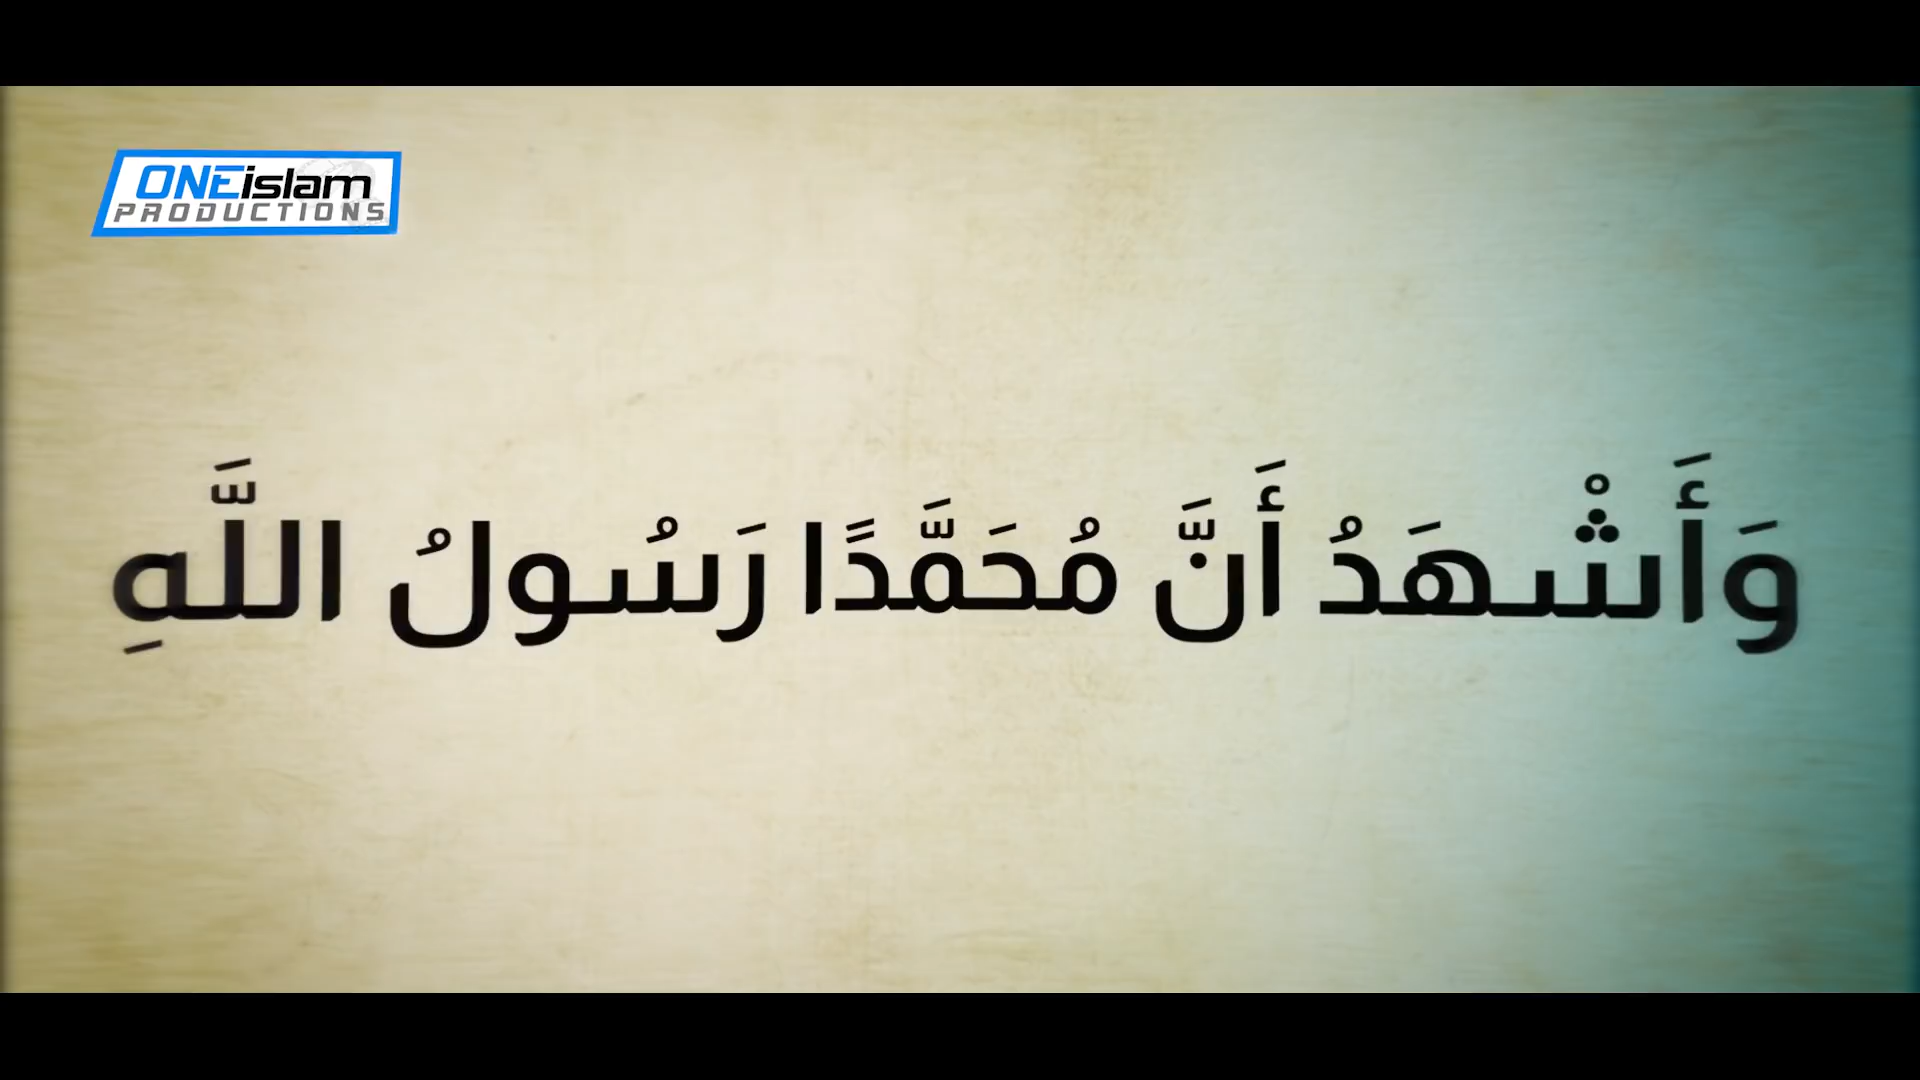 ONEislam
PRODUCTIONS
وَأَشْهَدُ أَنَّ مُحَمَّدًا رَسُولُ اللَّهِ